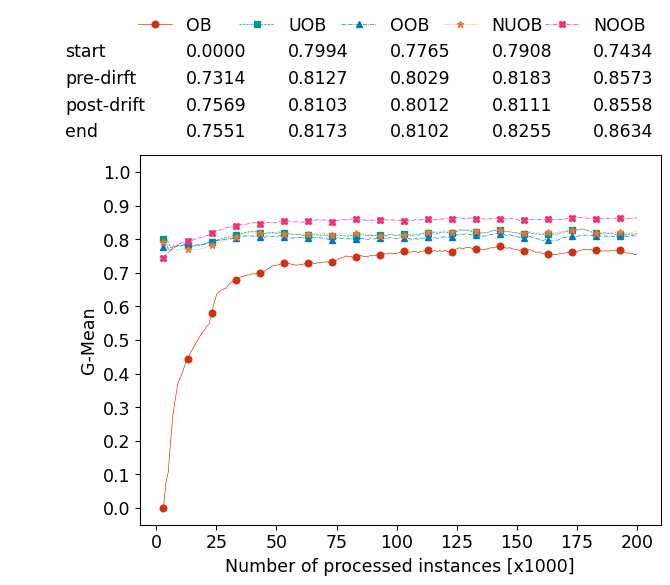 OB UOB OOB NUOB NOOB
start 0.0000 0.7994 0.7765 0.7908 0.7434
pre-dirft 0.7314 0.8127 0.8029 0.8183 0.8573
post-drift 0.7569 0.8103 0.8012 0.8111 0.8558
end 0.7551 0.8173 0.8102 0.8255 0.8634
1.0
0.9
0.8
0.7
0.6
0.5
0.4
0.3
0.2
0.1
0.0
G-Mean
0 25 50 75 100 125 150 175 200
Number of processed instances [x1000]